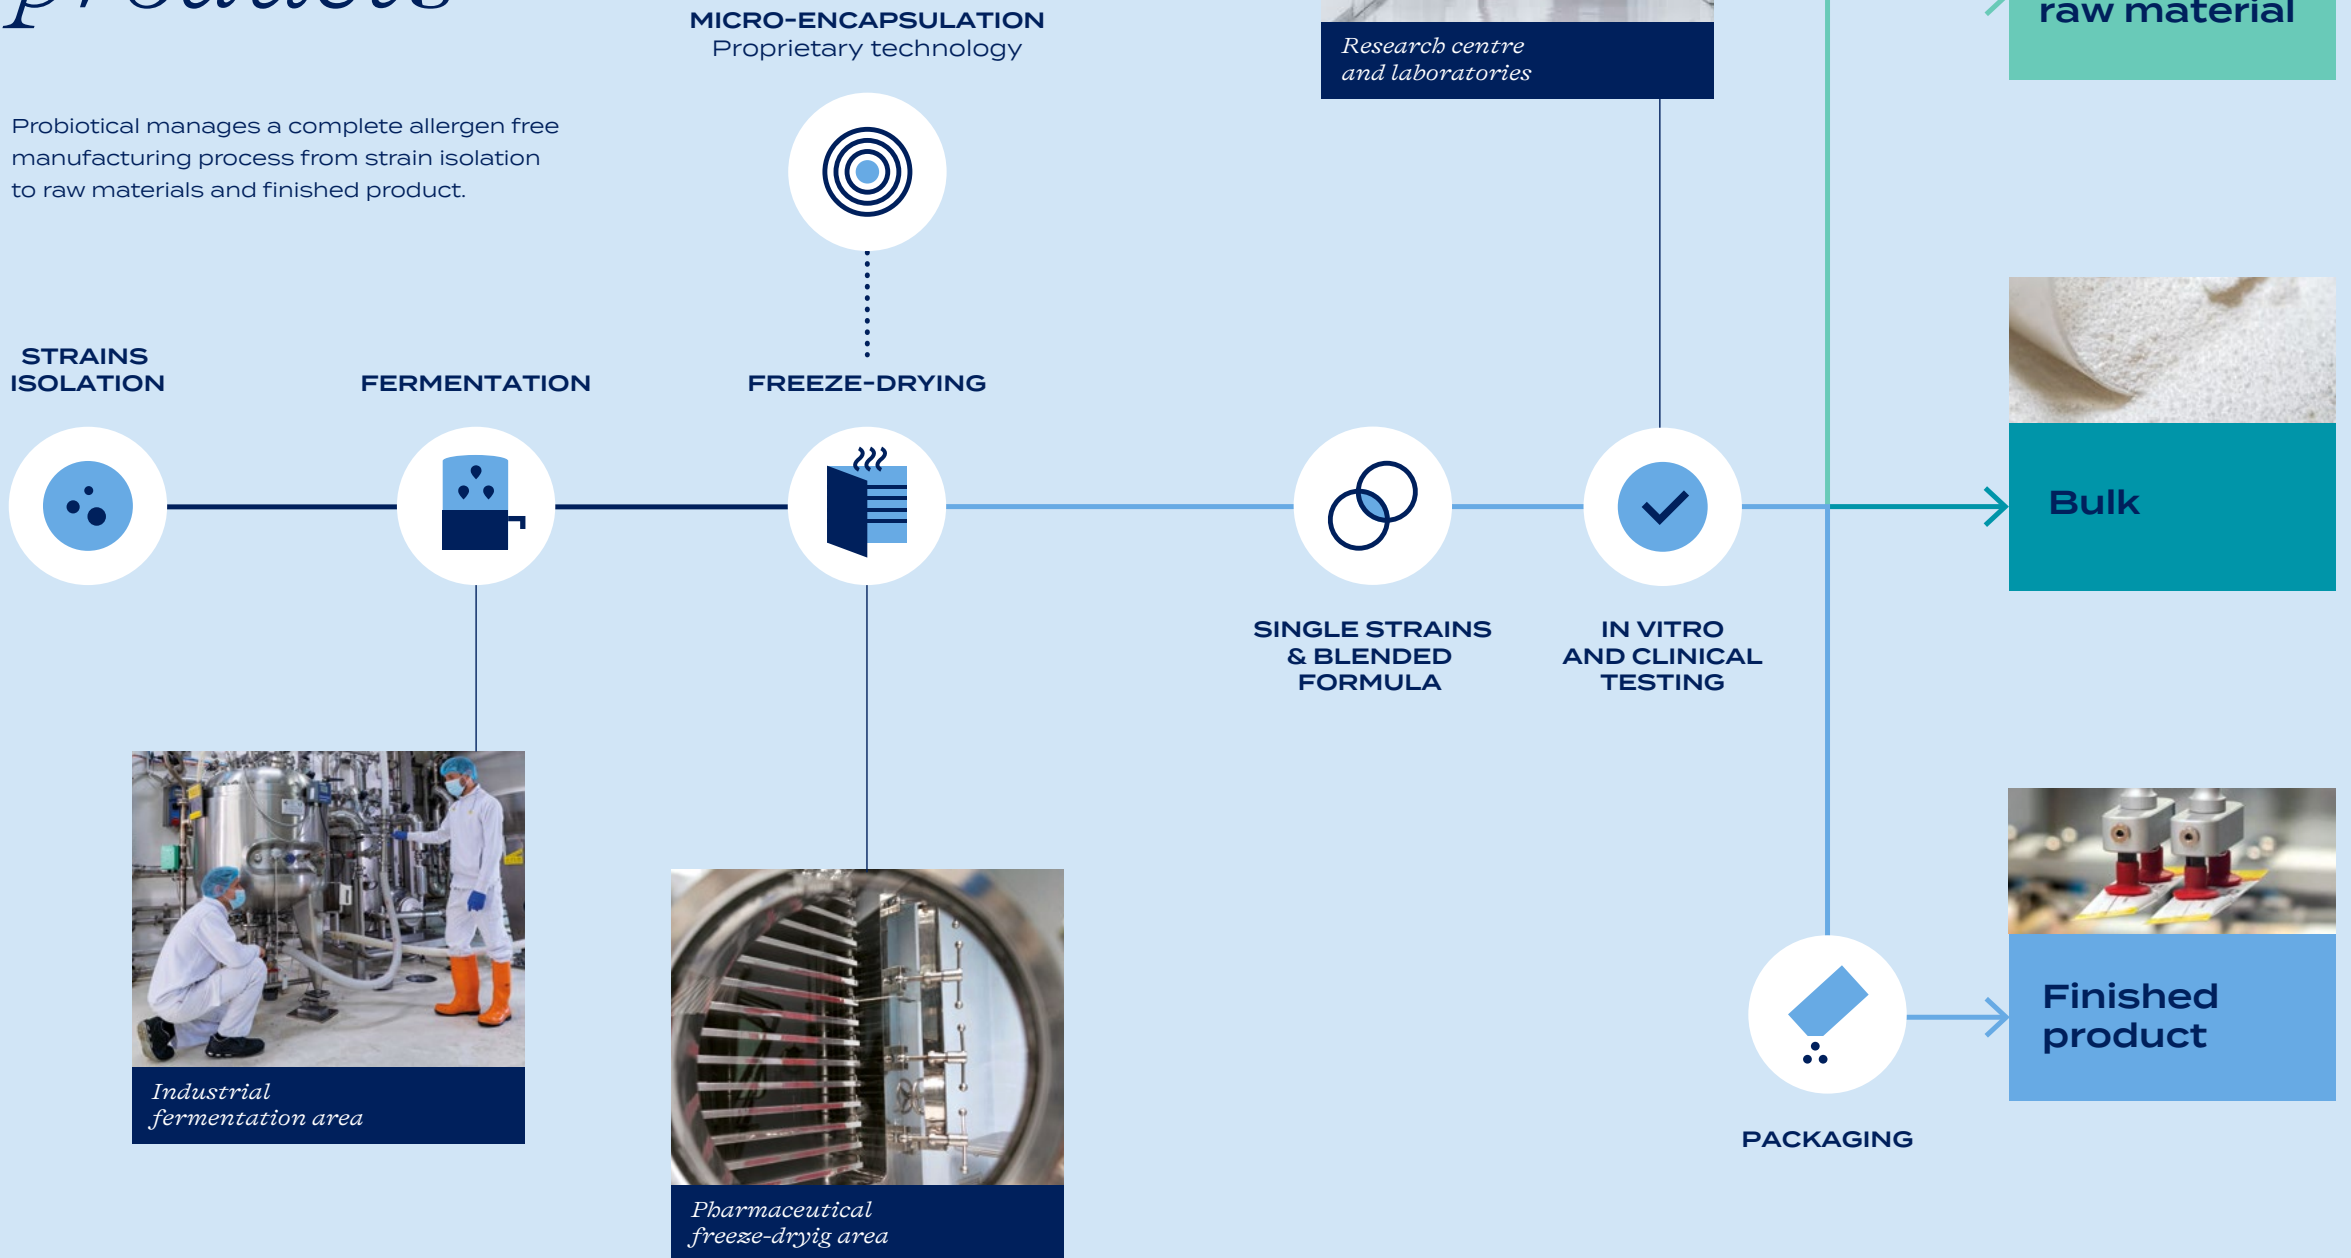 products
MICRO-ENCAPSULATION
Proprietary technology
Probiotical manages a complete allergen free
manufacturing process from strain isolation
to raw materials and finished product.
Research centre
and laboratories
raw material
STRAINS
ISOLATION
FERMENTATION
FREEZE-DRYING
Bulk
SINGLE STRAINS
& BLENDED
FORMULA
IN VITRO
AND CLINICAL
TESTING
Industrial
fermentation area
Pharmaceutical
freeze-dryig area
Finished
product
PACKAGING